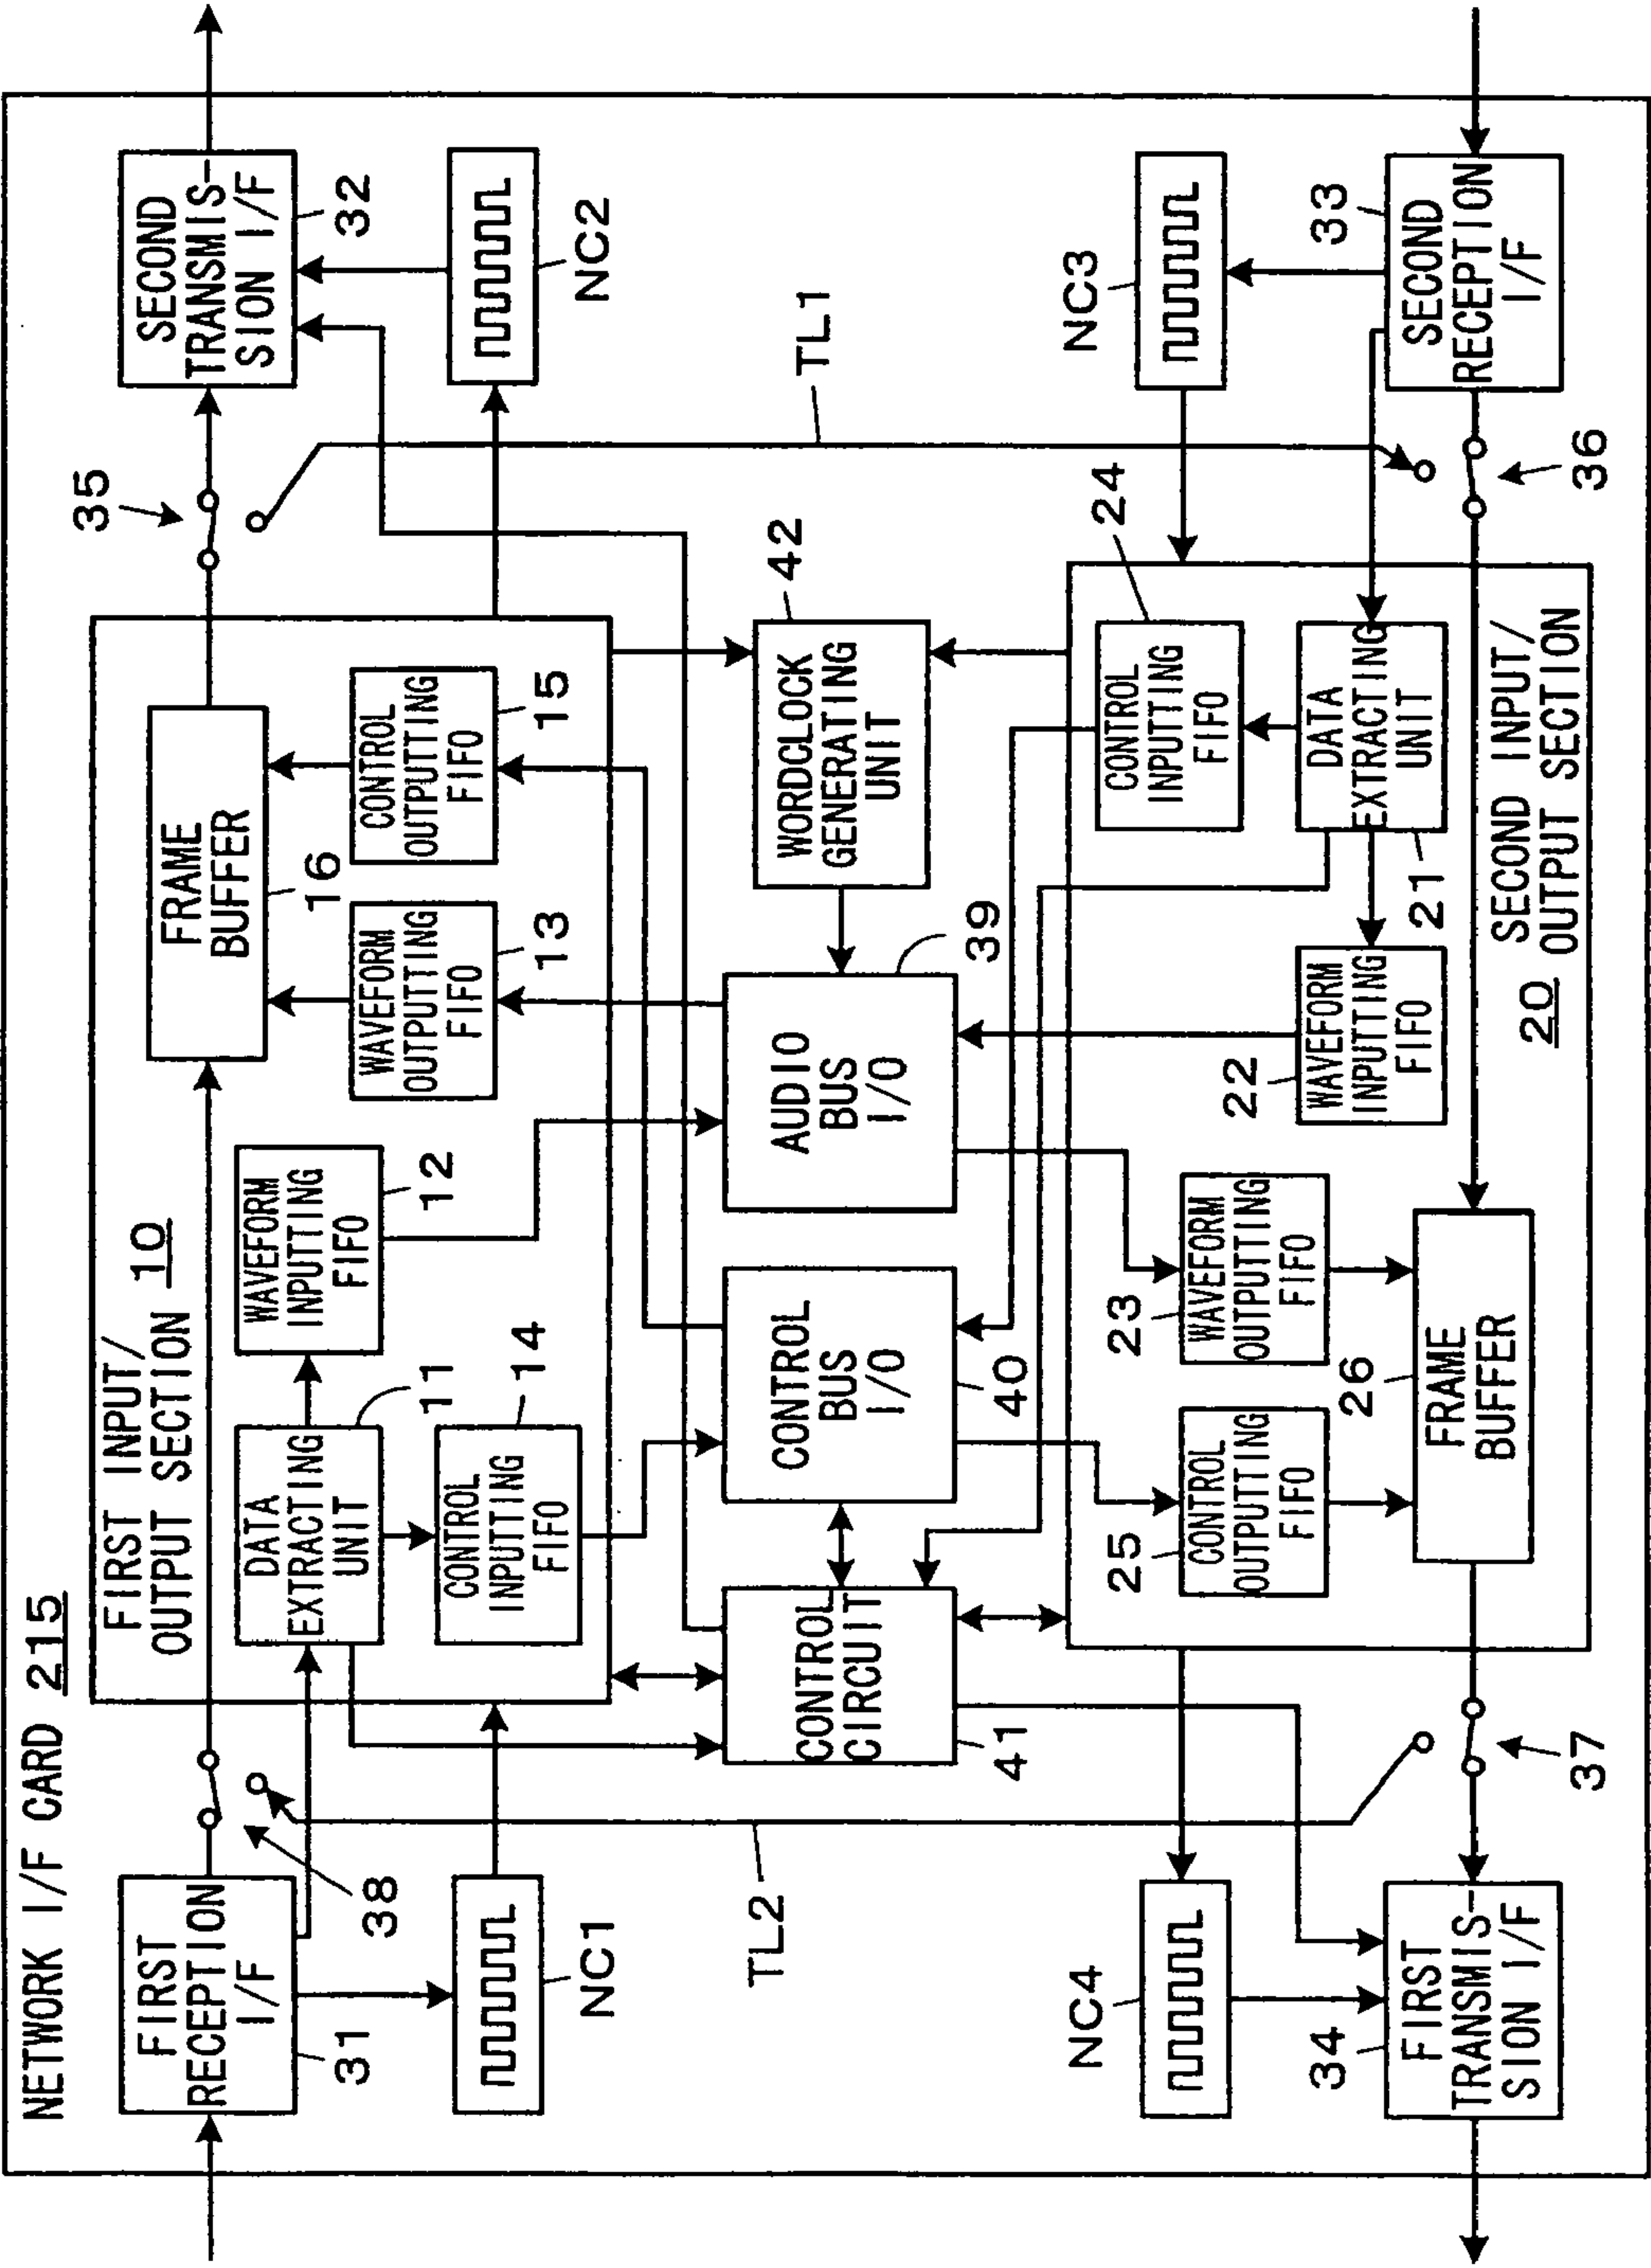 NETWORK I/F CARD 215
FIRST
RECEPTION
I/F
31
38
NC1
FIRST INPUT/
OUTPUT SECTION 10
DATA
EXTRACTING
UNIT
11
WAVEFORM
INPUTTING
FIFO
12
CONTROL
INPUTTING
FIFO
14
FRAME
BUFFER
16
WAVEFORM
OUTPUTTING
FIFO
13
CONTROL
OUTPUTTING
FIFO
15
35
SECOND
TRANSMIS-
SION I/F
32
NC2
TL2
CONTROL
CIRCUIT
41
CONTROL
BUS
I/O
40
AUDIO
BUS
I/O
39
WORDCLOCK
GENERATING
UNIT
42
TL1
NC4
FIRST
TRANSMIS-
SION I/F
34
37
CONTROL
OUTPUTTING
FIFO
25
WAVEFORM
OUTPUTTING
FIFO
23
FRAME
BUFFER
26
WAVEFORM
INPUTTING
FIFO
22
CONTROL
INPUTTING
FIFO
24
DATA
EXTRACTING
UNIT
21
20 SECOND INPUT/
OUTPUT SECTION
36
NC3
SECOND
RECEPTION
I/F
33